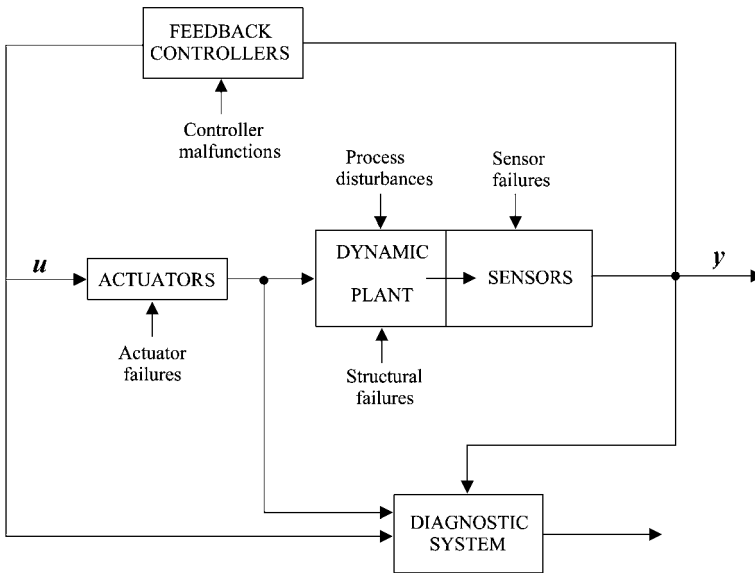 FEEDBACK
CONTROLLERS
Controller
malfunctions
Process
disturbances
Sensor
failures
u
ACTUATORS
DYNAMIC
PLANT
SENSORS
y
Actuator
failures
Structural
failures
DIAGNOSTIC
SYSTEM